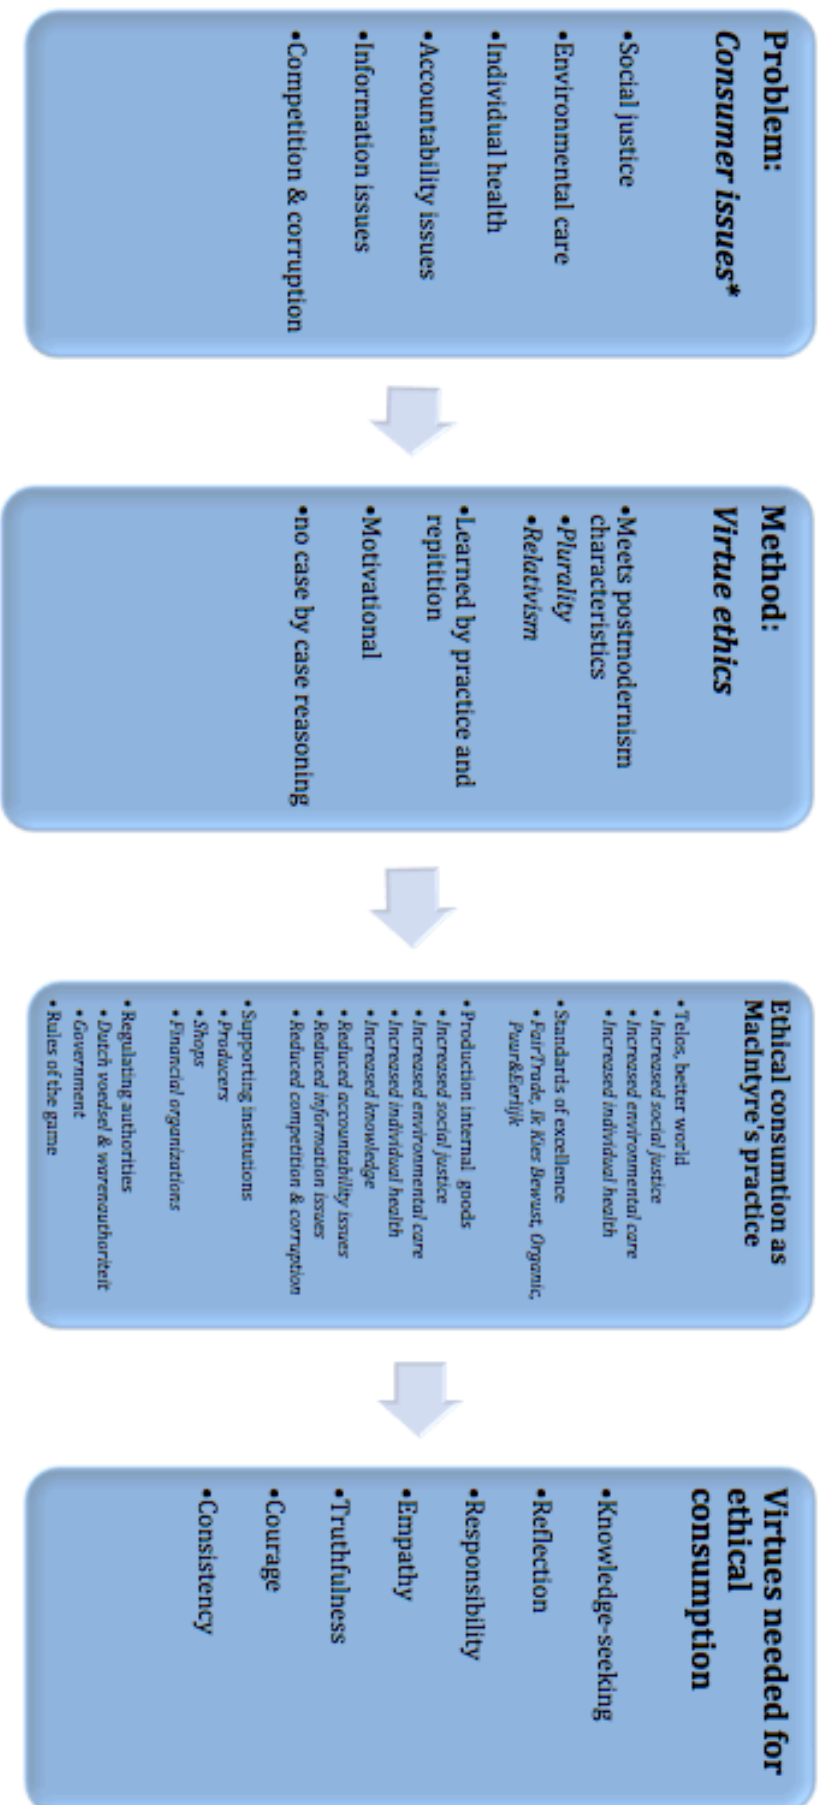 Problem:
Consumer issues*
•Social justice
•Environmental care
•Individual health
•Accountability issues
•Information issues
•Competition & corruption
Method:
Virtue ethics
•Meets postmodernism
characteristics
•Plurality
•Relativism
•Learned by practice and
repitition
•Motivational
•no case by case reasoning
Ethical consumtion as
MacIntyre's practice
•Telos, better world
•Increased social justice
•Increased environmental care
•Increased individual health
•Standards of excellence
•FairTrade, Ik Kies Bewust, Organic,
Puur&Eerlijk
•Production internal goods
•Increased social justice
•Increased environmental care
•Increased individual health
•Increased knowledge
•Reduced accountability issues
•Reduced information issues
•Reduced competition & corruption
•Supporting institutions
•Producers
•Shops
•Financial organizations
•Regulating authorities
•Dutch voedsel & warenauthoriteit
•Government
•Rules of the game
Virtues needed for
ethical
consumption
•Knowledge-seeking
•Reflection
•Responsibility
•Empathy
•Truthfulness
•Courage
•Consistency